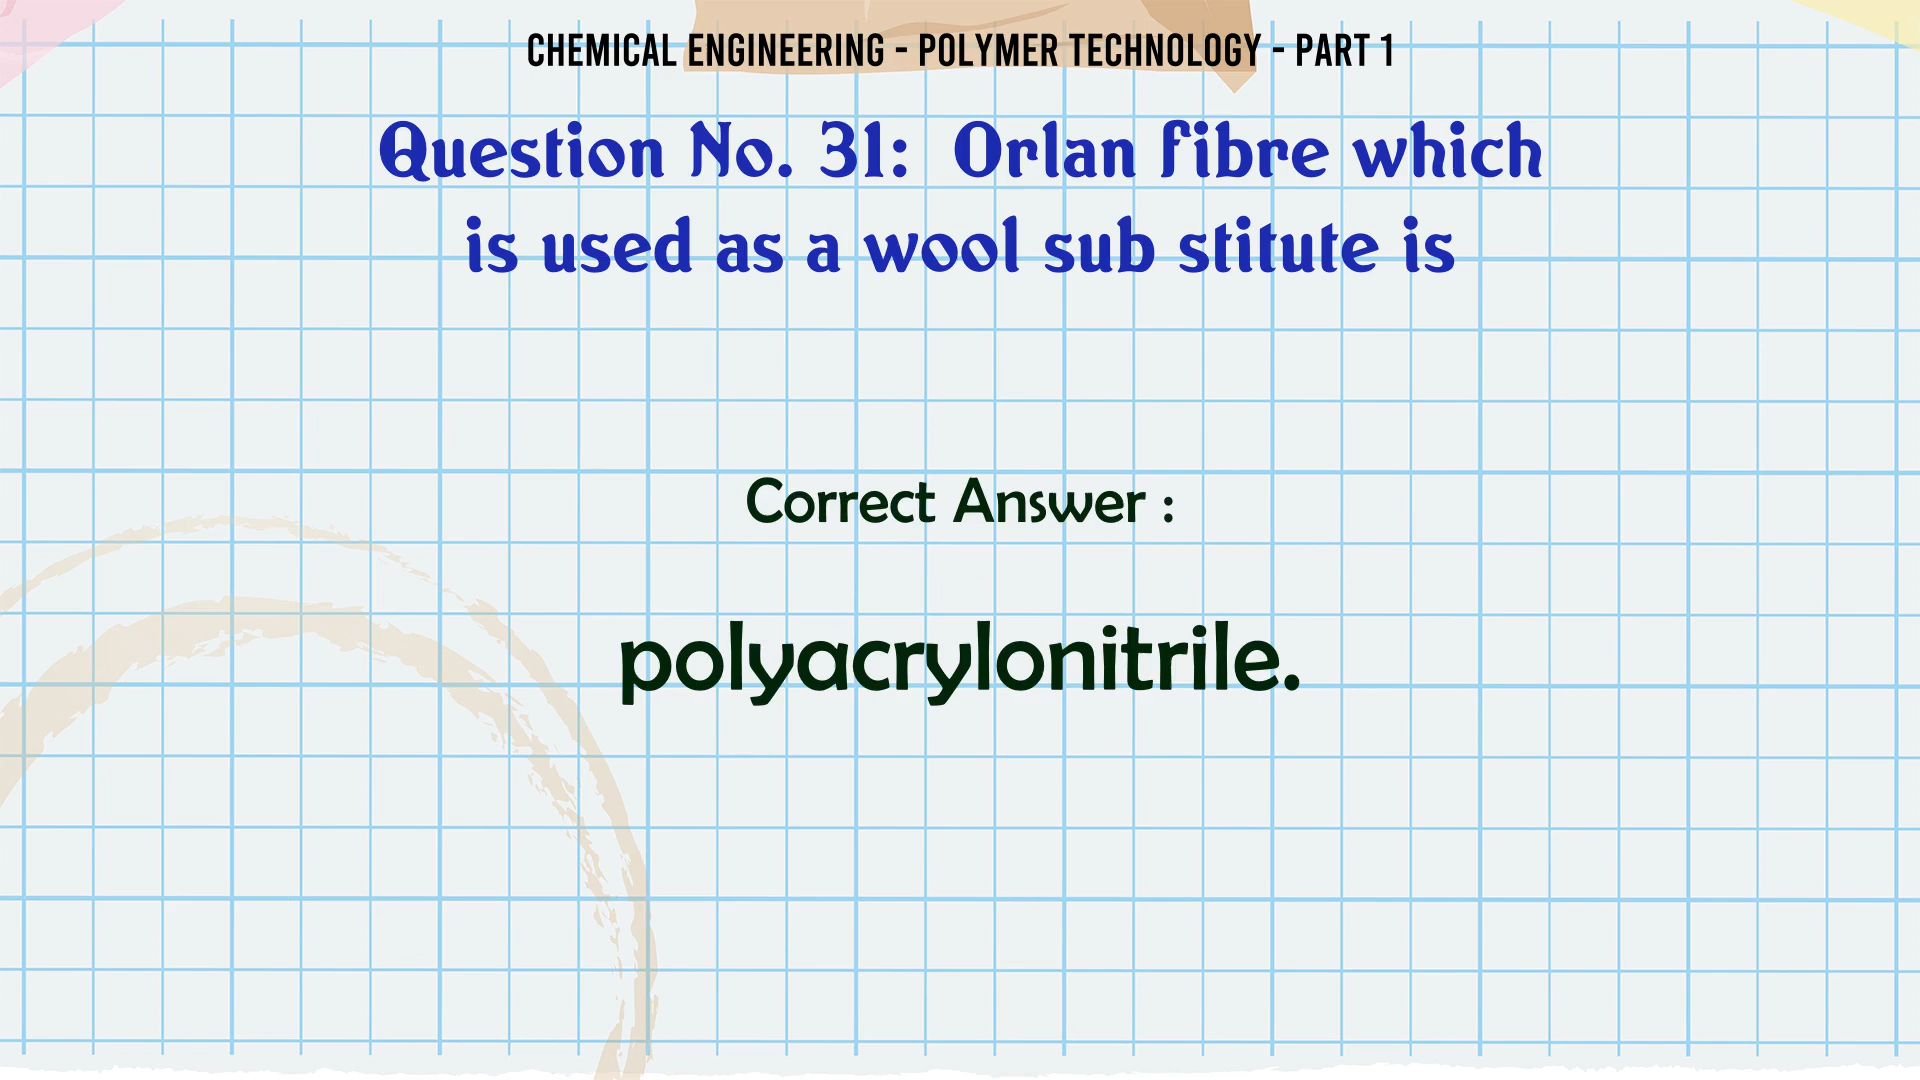 CHEMICAL ENGINEERING - POLYMER TECHNOLOGY - PART 1
Question No. 31: Orlan fibre which
is used as a wool sub stitute is
Correct Answer :
polyacrylonitrile.